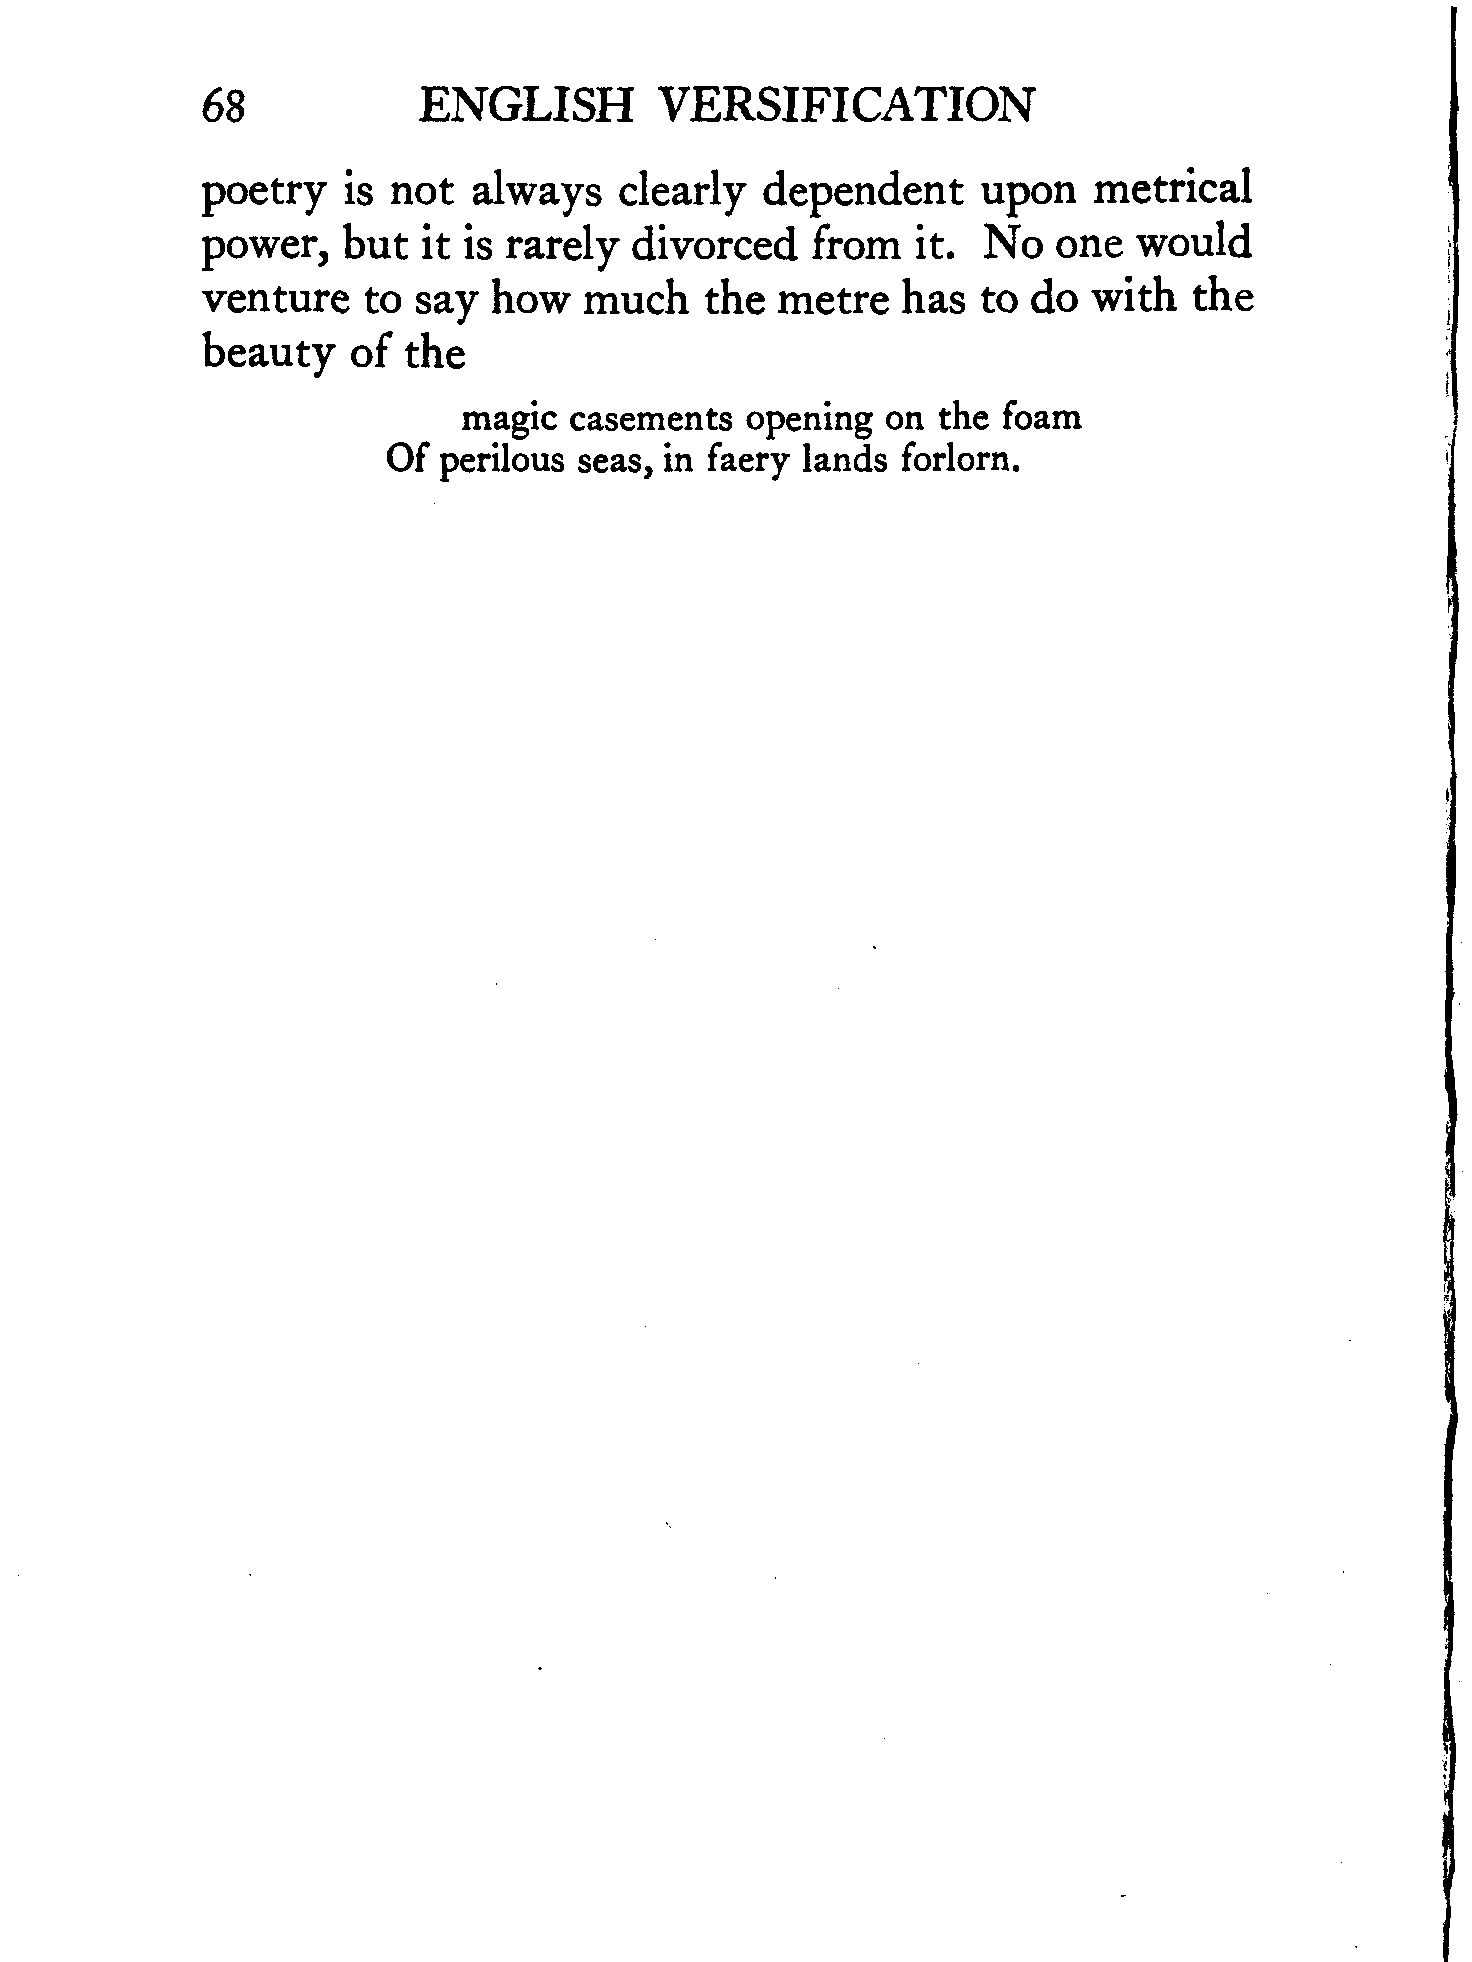 68 ENGLISH VERSIFICATION
poetry is not always clearly dependent upon metrical
power, but it is rarely divorced from it. No one would
venture to say how much the metre has to do with the
beauty of the
magic casements opening on the foam
Of perilous seas, in faery lands forlorn.